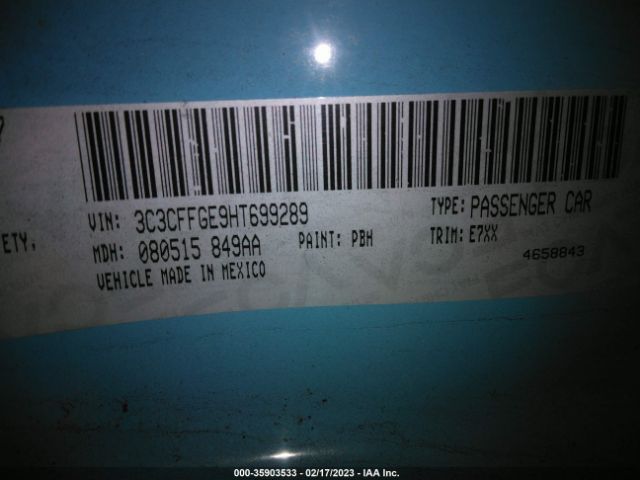 VIN: 3C3CFFGE9HT699289 TYPE: PASSENGER CAR
ETY, MDH: 080515 849AA PAINT: PBH TRIM: E7XX
VEHICLE MADE IN MEXICO 4658843
000-35903533 - 02/17/2023 - IAA Inc.